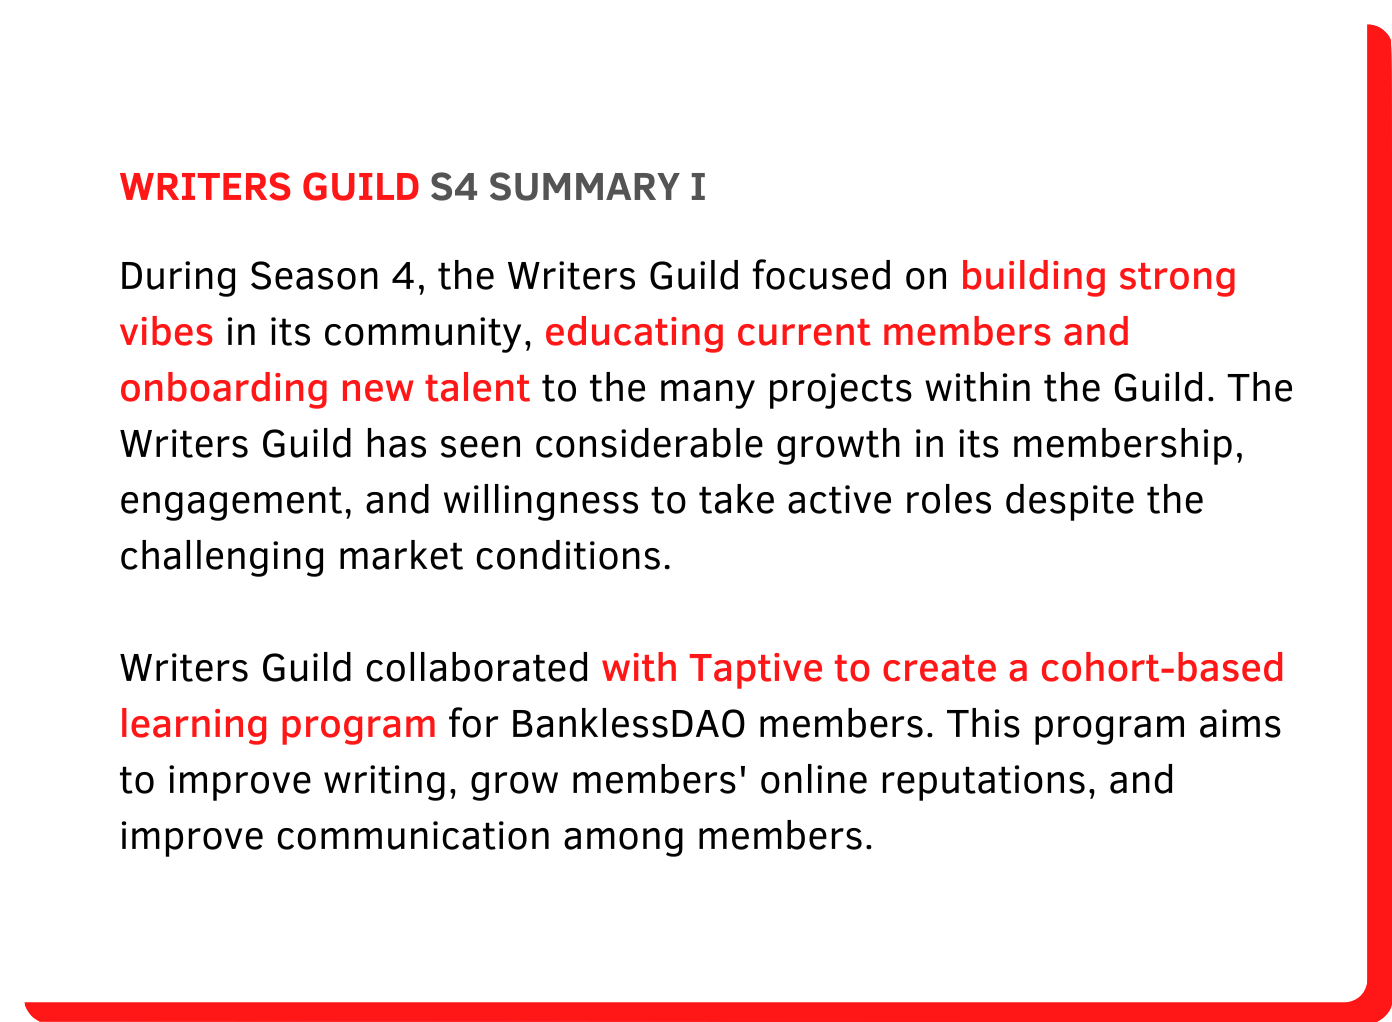 WRITERS GUILD S4 SUMMARY I
During Season 4, the Writers Guild focused on building strong
vibes in its community, educating current members and
onboarding new talent to the many projects within the Guild. The
Writers Guild has seen considerable growth in its membership,
engagement, and willingness to take active roles despite the
challenging market conditions.
Writers Guild collaborated with Taptive to create a cohort-based
learning program for BanklessDAO members. This program aims
to improve writing, grow members' online reputations, and
improve communication among members.